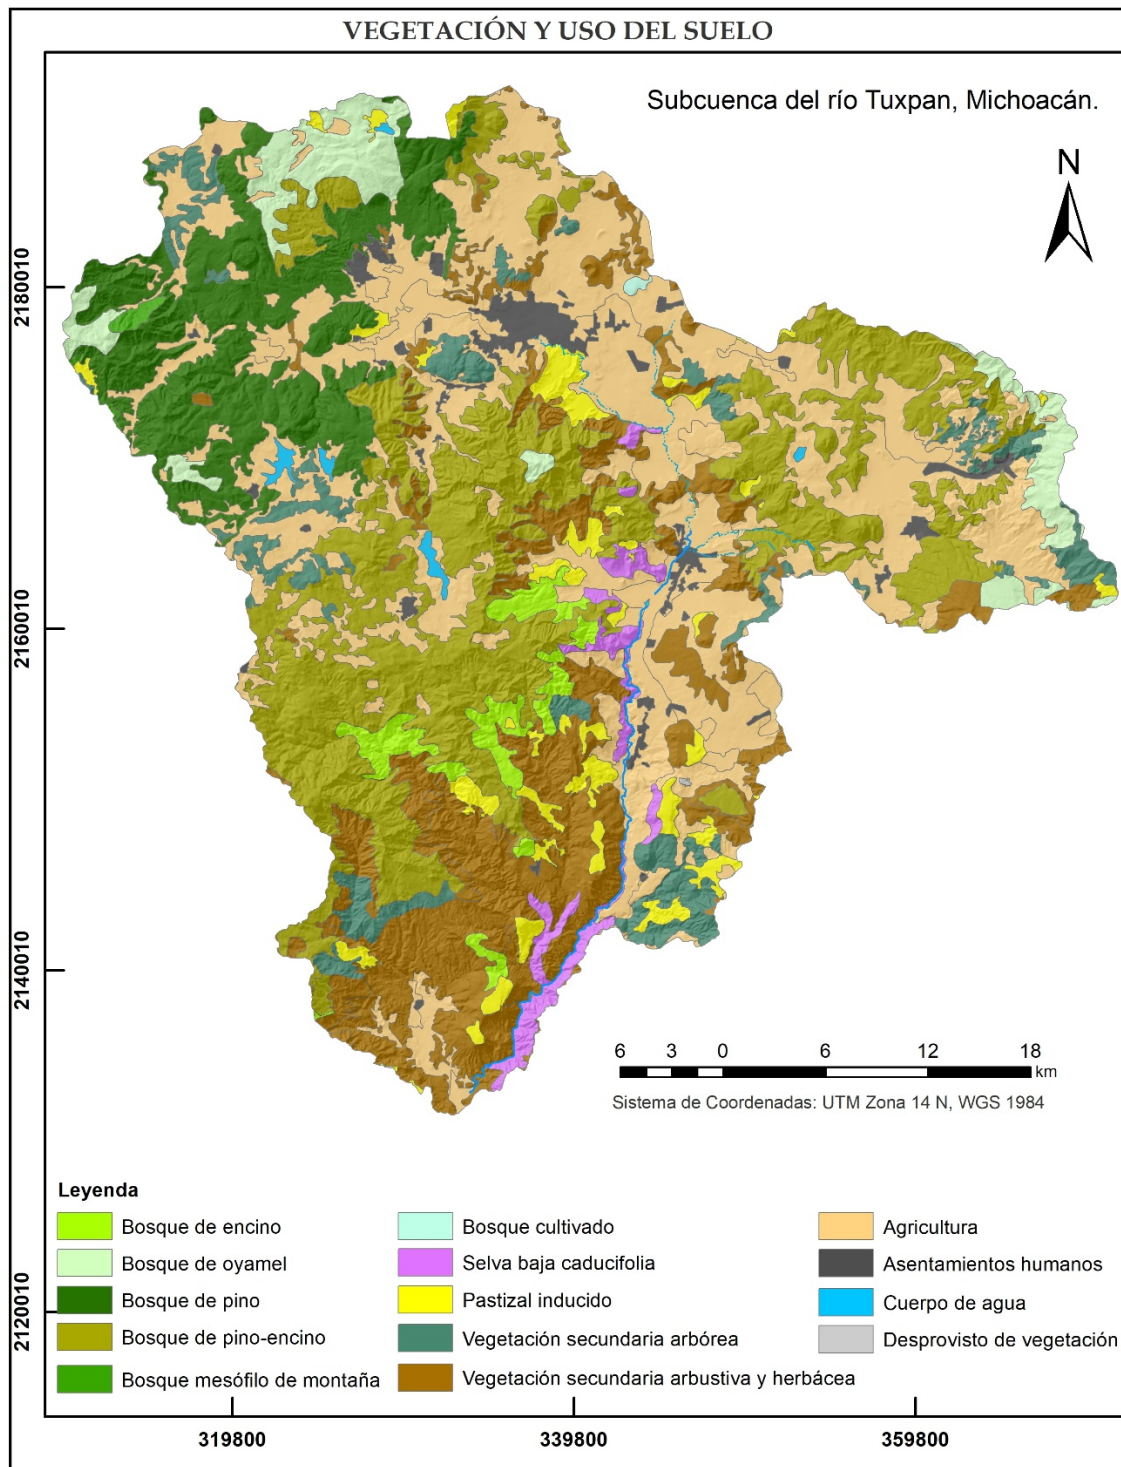 VEGETACIÓN Y USO DEL SUELO
Subcuenca del río Tuxpan, Michoacán.
N
2180010
2160010
2140010
2120010
6 3 0 6 12 18
km
Sistema de Coordenadas: UTM Zona 14 N, WGS 1984
Leyenda
Bosque de encino
Bosque de oyamel
Bosque de pino
Bosque de pino-encino
Bosque mesófilo de montaña
Bosque cultivado
Selva baja caducifolia
Pastizal inducido
Vegetación secundaria arbórea
Vegetación secundaria arbustiva y herbácea
Agricultura
Asentamientos humanos
Cuerpo de agua
Desprovisto de vegetación
319800 339800 359800